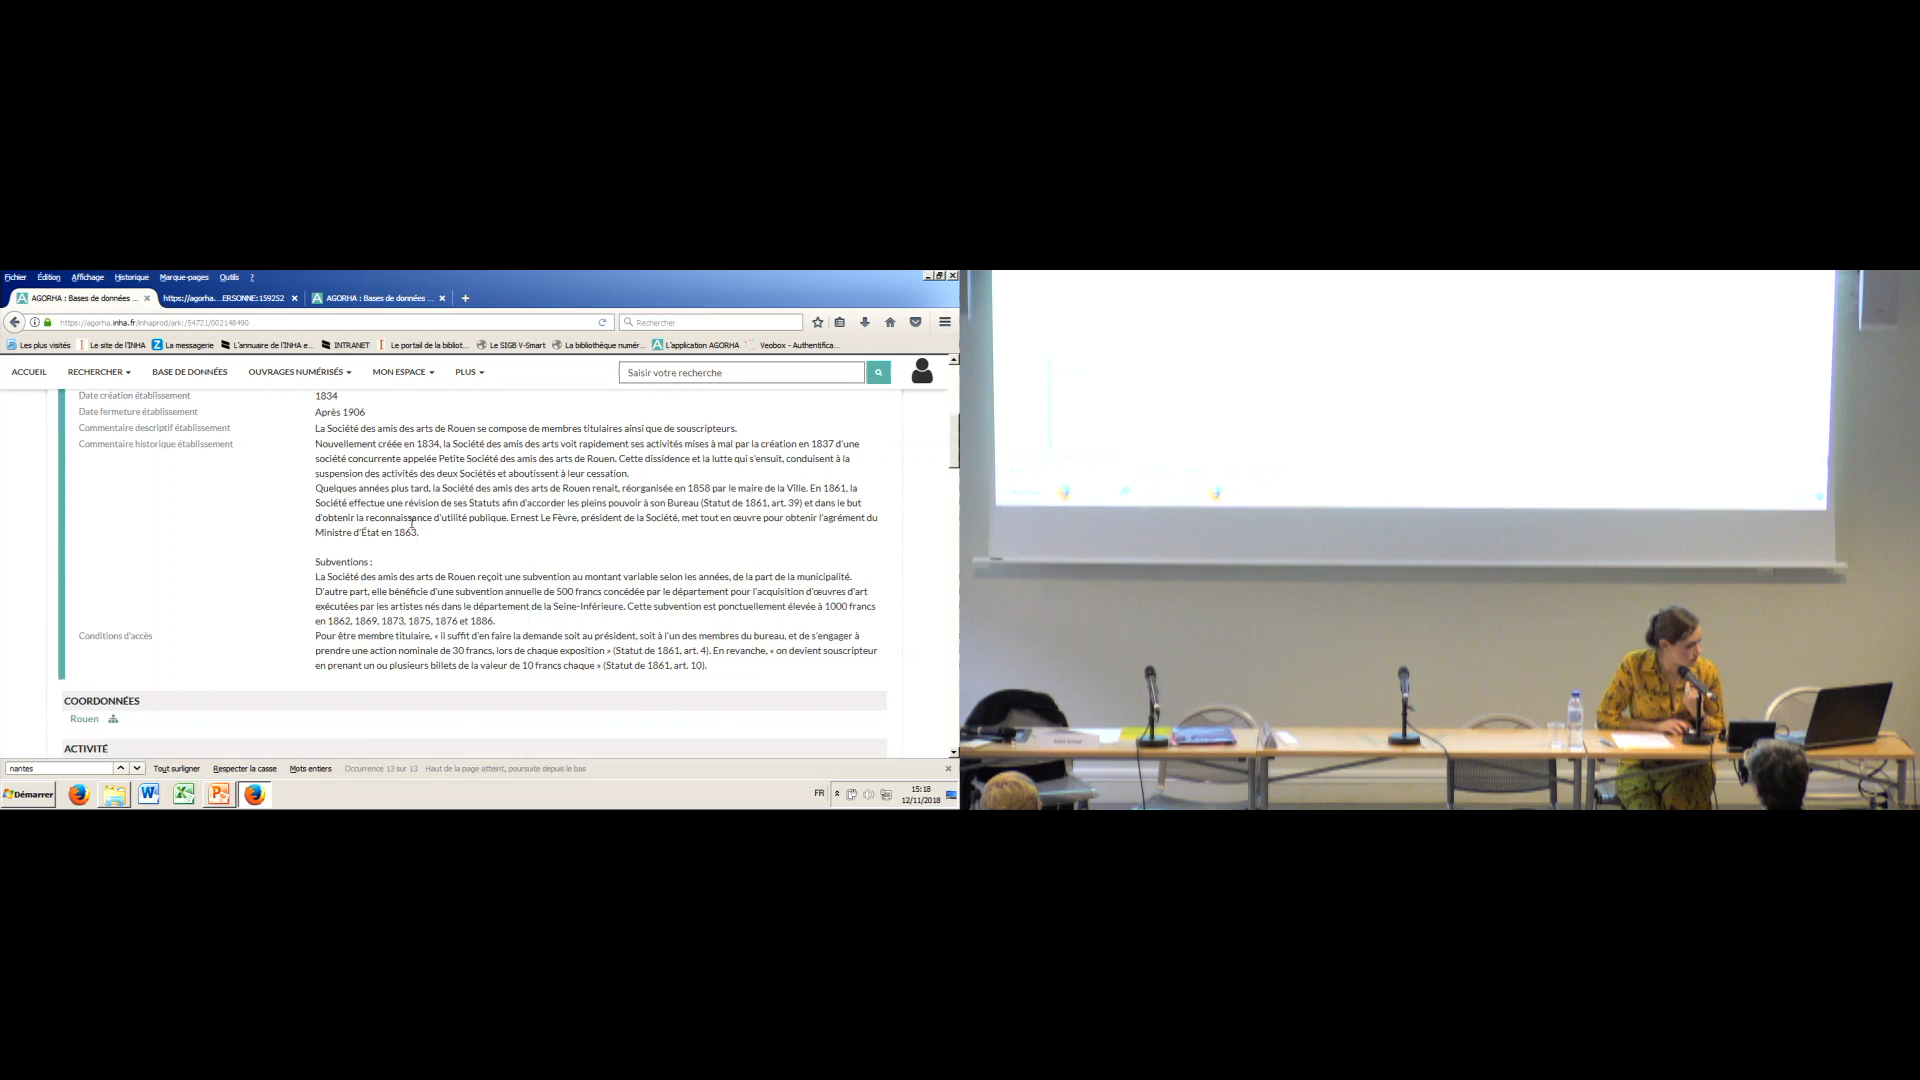 Fichier Édition Affichage Historique Marque-pages Outils ?
AGORHA : Bases de données ... https://agorha....ERSONNE:159252 AGORHA : Bases de données ...
https://agorha.inha.fr/inhaprod/ark:/54721/002148490 Rechercher
Les plus visités Le site de l'INHA La messagerie L'annuaire de l'INHA e... INTRANET Le portail de la bibliot... Le SIGB V-Smart La bibliothèque numér... L'application AGORHA Veobox - Authentifica...
ACCUEIL RECHERCHER BASE DE DONNÉES OUVRAGES NUMÉRISÉS MON ESPACE PLUS Saisir votre recherche
Date création établissement 1834
Date fermeture établissement Après 1906
Commentaire descriptif établissement La Société des amis des arts de Rouen se compose de membres titulaires ainsi que de souscripteurs.
Commentaire historique établissement Nouvellement créée en 1834, la Société des amis des arts voit rapidement ses activités mises à mal par la création en 1837 d'une
société concurrente appelée Petite Société des amis des arts de Rouen. Cette dissidence et la lutte qui s'ensuit, conduisent à la
suspension des activités des deux Sociétés et aboutissent à leur cessation.
Quelques années plus tard, la Société des amis des arts de Rouen renait, réorganisée en 1858 par le maire de la Ville. En 1861, la
Société effectue une révision de ses Statuts afin d'accorder les pleins pouvoir à son Bureau (Statut de 1861, art. 39) et dans le but
d'obtenir la reconnaissance d'utilité publique. Ernest Le Fèvre, président de la Société, met tout en œuvre pour obtenir l'agrément du
Ministre d'État en 1863.
Subventions :
La Société des amis des arts de Rouen reçoit une subvention au montant variable selon les années, de la part de la municipalité.
D'autre part, elle bénéficie d'une subvention annuelle de 500 francs concédée par le département pour l'acquisition d'œuvres d'art
exécutées par les artistes nés dans le département de la Seine-Inférieure. Cette subvention est ponctuellement élevée à 1000 francs
en 1862, 1869, 1873, 1875, 1876 et 1886.
Conditions d'accès Pour être membre titulaire, « il suffit d'en faire la demande soit au président, soit à l'un des membres du bureau, et de s'engager à
prendre une action nominale de 30 francs, lors de chaque exposition » (Statut de 1861, art. 4). En revanche, « on devient souscripteur
en prenant un ou plusieurs billets de la valeur de 10 francs chaque » (Statut de 1861, art. 10).
COORDONNÉES
Rouen
ACTIVITÉ
nantes Tout surligner Respecter la casse Mots entiers Occurrence 13 sur 13 Haut de la page atteint, poursuite depuis le bas
Démarrer FR 15:18
12/11/2018